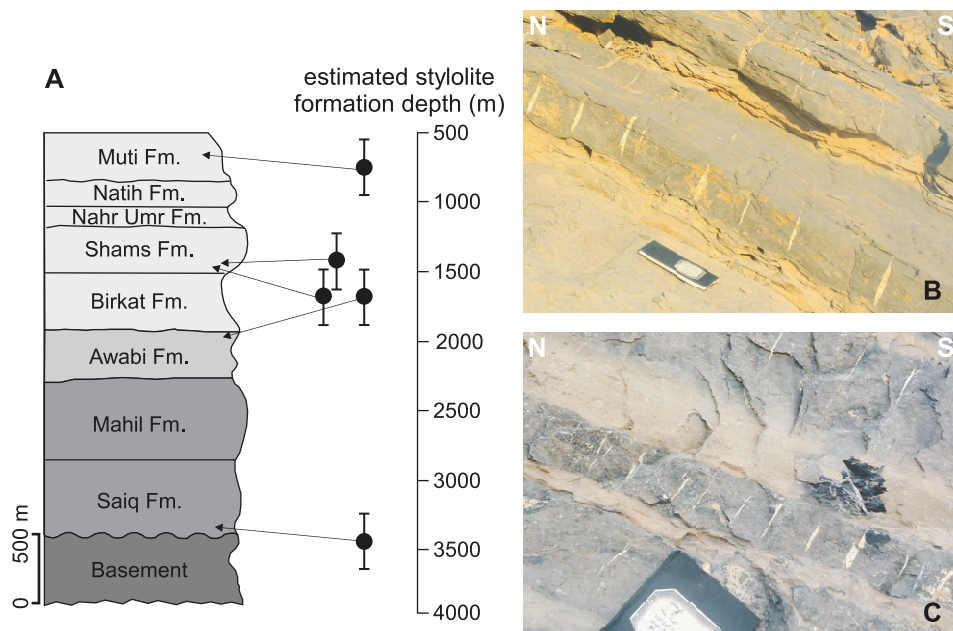 A
estimated stylolite
formation depth (m)
Muti Fm.
Natih Fm.
Nahr Umr Fm.
Shams Fm.
Birkat Fm.
Awabi Fm.
Mahil Fm.
Saiq Fm.
Basement
500 m
0
500
1000
1500
2000
2500
3000
3500
4000
N
S
B
N
S
C